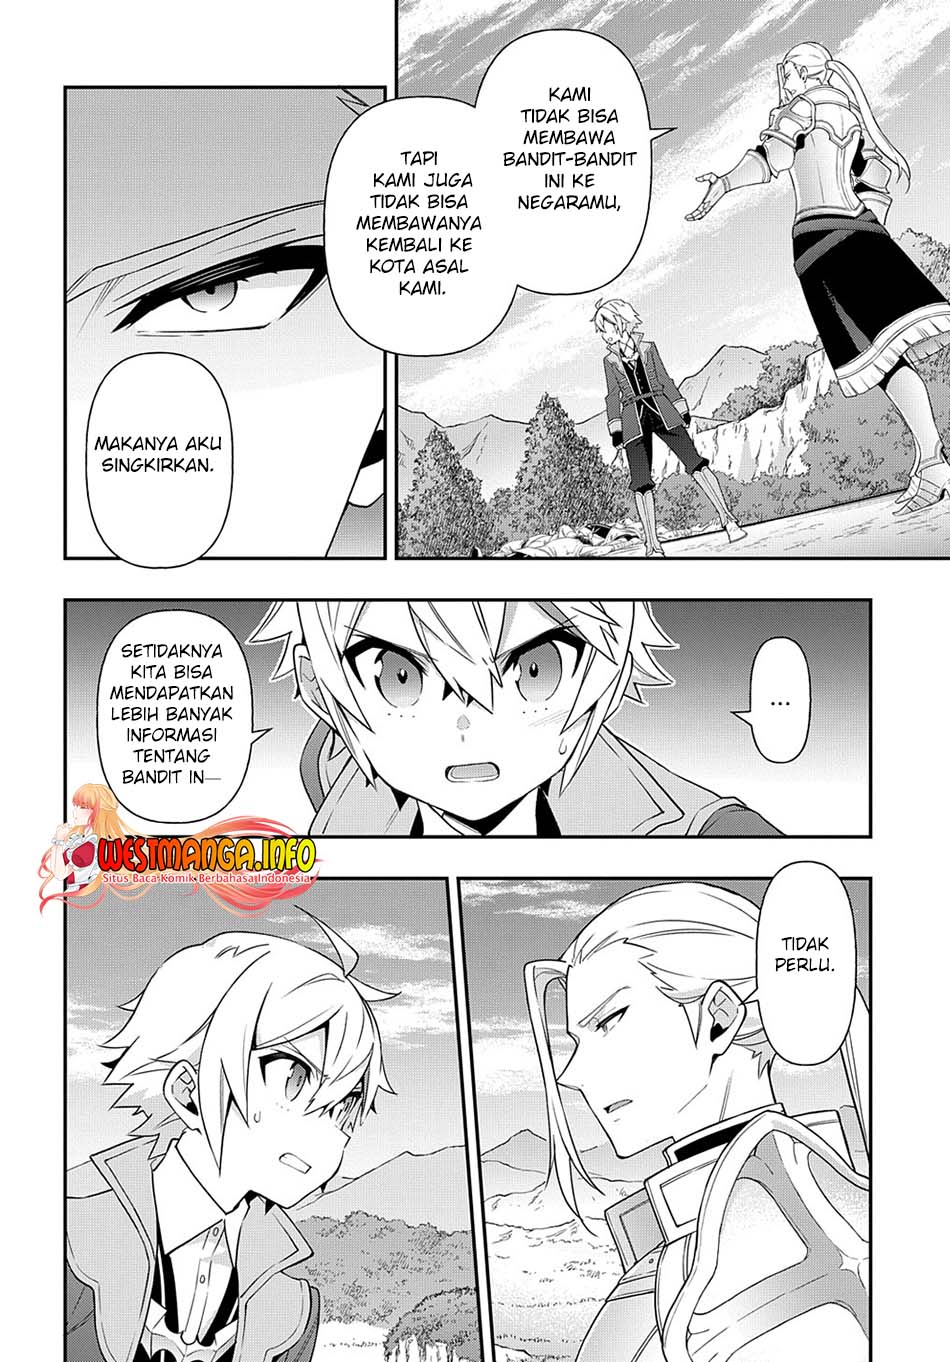 KAMI
TIDAK BISA
MEMBAWA
BANDIT-BANDIT
INI KE
NEGARAMU,
TAPI
KAMI JUGA
TIDAK BISA
MEMBAWANYA
KEMBALI KE
KOTA ASAL
KAMI.
MAKANYA AKU
SINGKIRKAN.
...
SETIDAKNYA
KITA BISA
MENDAPATKAN
LEBIH BANYAK
INFORMASI
TENTANG
BANDIT IN—
WESTMANGA.INFO
Situs Baca Komik Berbahasa Indonesia
TIDAK
PERLU.